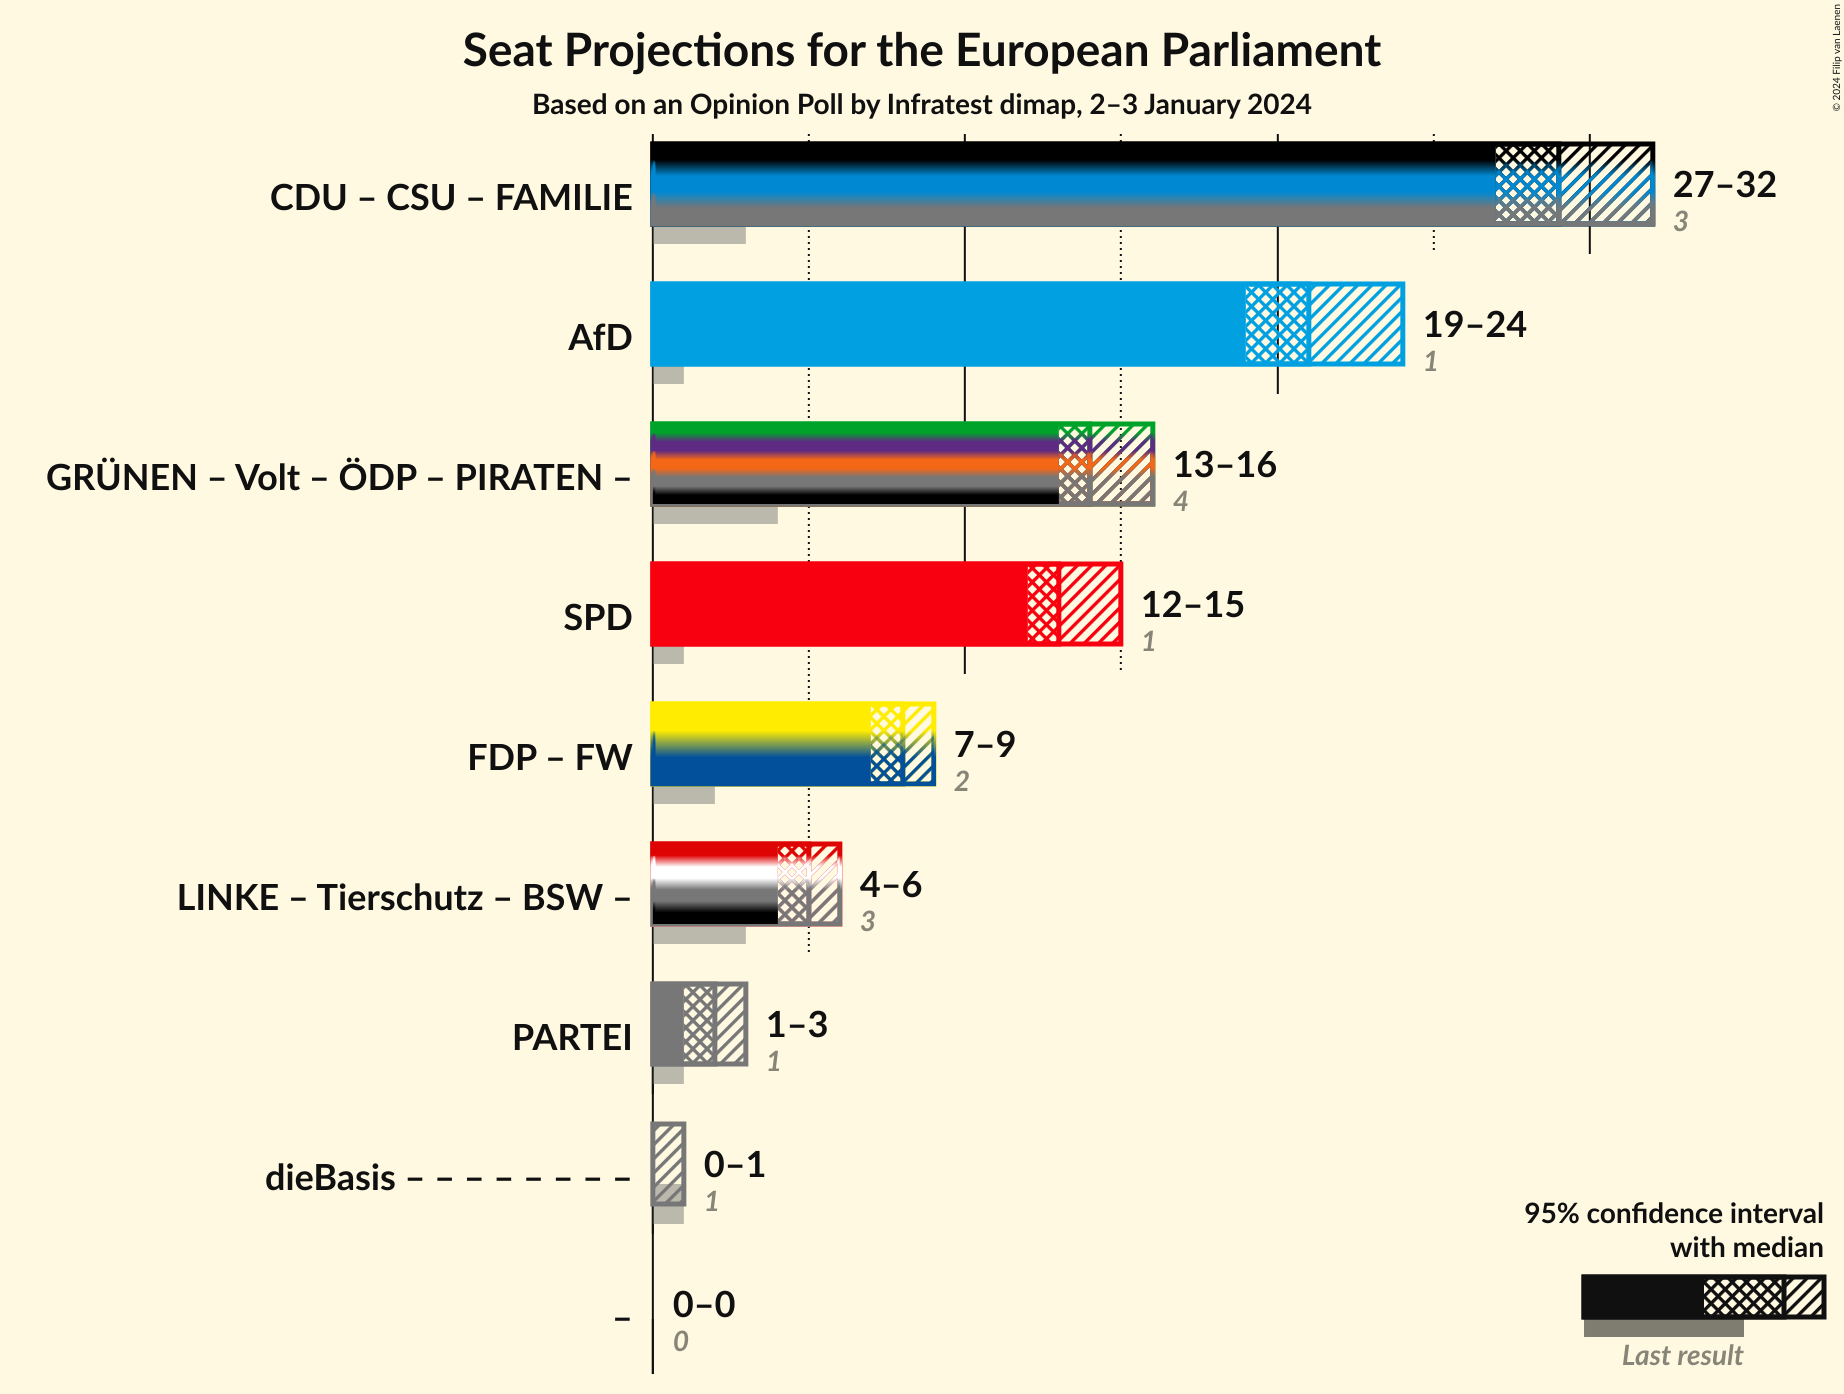 Seat Projections for the European Parliament
Based on an Opinion Poll by Infratest dimap, 2–3 January 2024
© 2024 Filip van Laenen
CDU – CSU – FAMILIE
27–32
3
AfD
19–24
1
GRÜNEN – Volt – ÖDP – PIRATEN –
13–16
4
SPD
12–15
1
FDP – FW
7–9
2
LINKE – Tierschutz – BSW –
4–6
3
PARTEI
1–3
1
dieBasis – – – – – – – –
0–1
1
–
0–0
0
95% confidence interval
with median
Last result